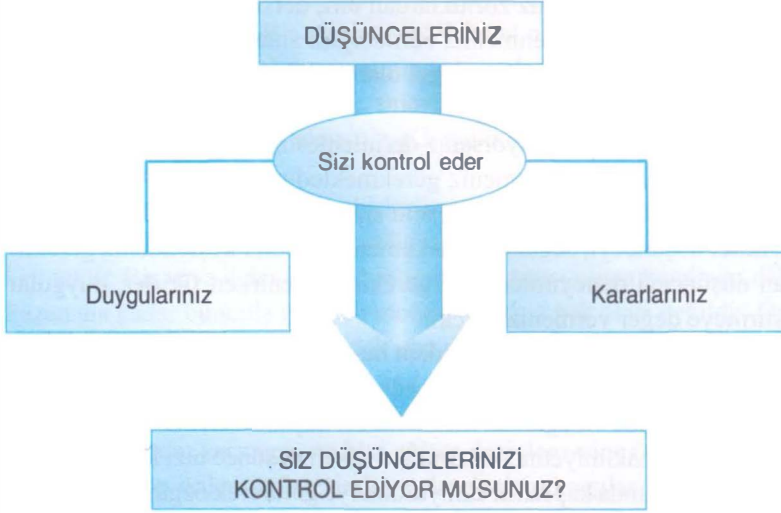 DÜŞÜNCELERİNİZ
Sizi kontrol eder
Duygularınız
Kararlarınız
SİZ DÜŞÜNCELERİNİZİ
KONTROL EDİYOR MUSUNUZ?